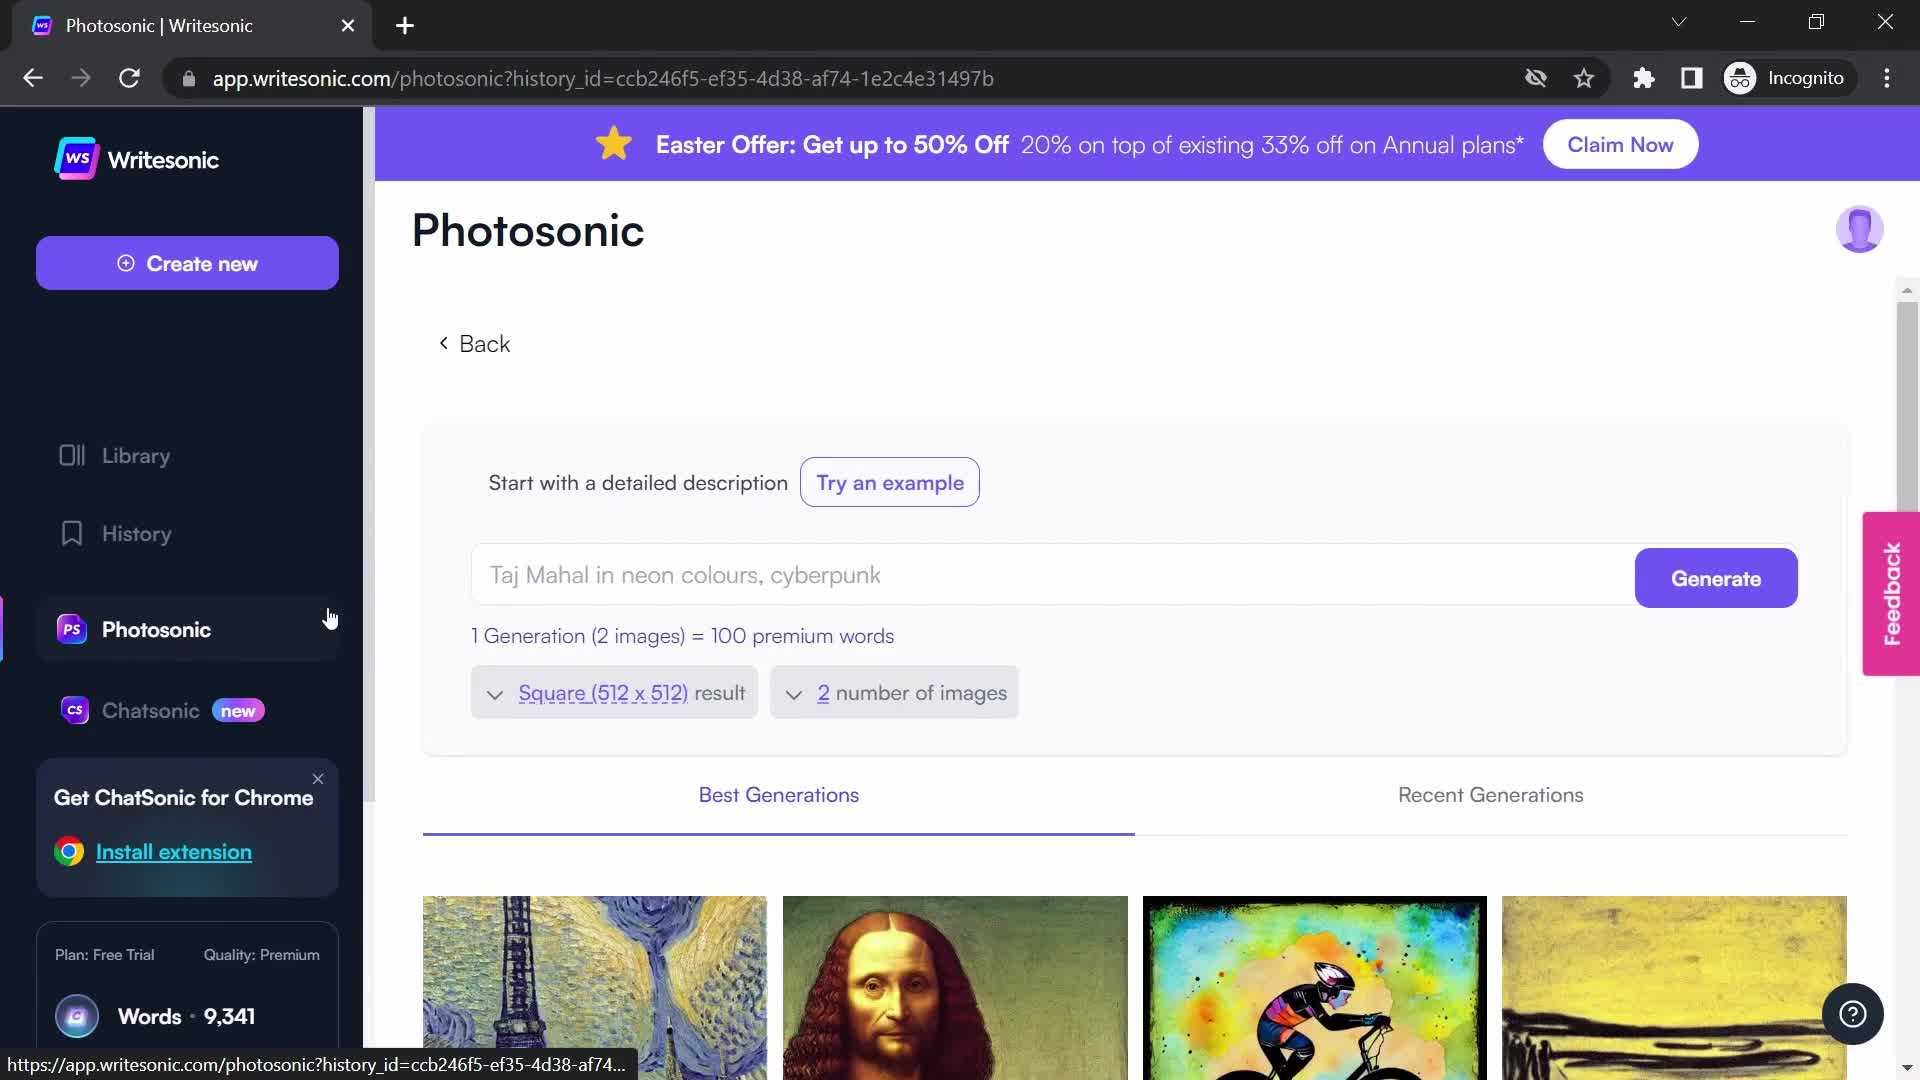 Photosonic | Writesonic
app.writesonic.com/photosonic?history_id=ccb246f5-ef35-4d38-af74-1e2c4e31497b
Incognito
WS Writesonic
Easter Offer: Get up to 50% Off 20% on top of existing 33% off on Annual plans*
Claim Now
Create new
Photosonic
Back
Library
History
PS Photosonic
CS Chatsonic new
Start with a detailed description
Try an example
Taj Mahal in neon colours, cyberpunk
Generate
1 Generation (2 images) = 100 premium words
Square (512 x 512) result
2 number of images
Feedback
Get ChatSonic for Chrome
Install extension
Best Generations
Recent Generations
Plan: Free Trial
Quality: Premium
Words · 9,341
https://app.writesonic.com/photosonic?history_id=ccb246f5-ef35-4d38-af74...